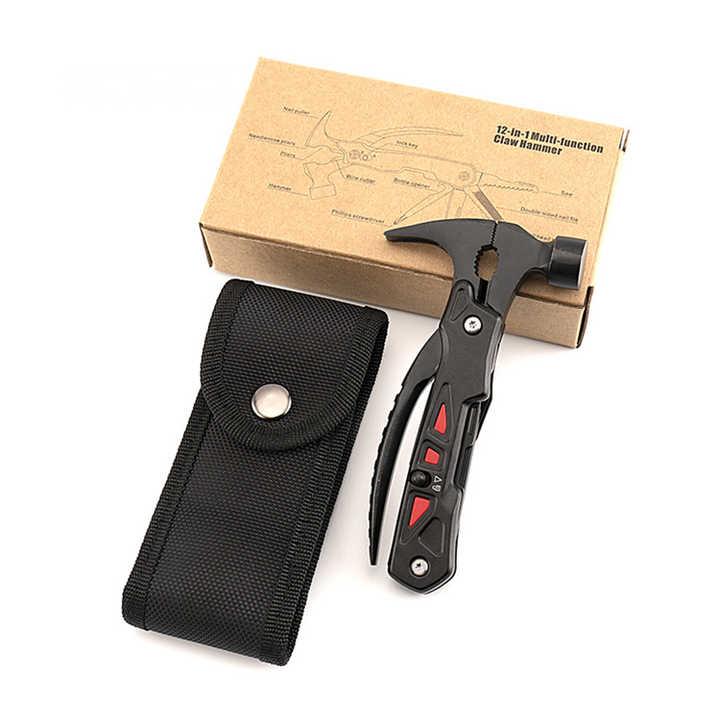 12-in-1 Multi-function
Claw Hammer
Nail puller
Needlenose pliers
Pliers
lock key
Wire cutter
Bottle opener
Hammer
Saw
Phillips screwdriver
Double sided nail file